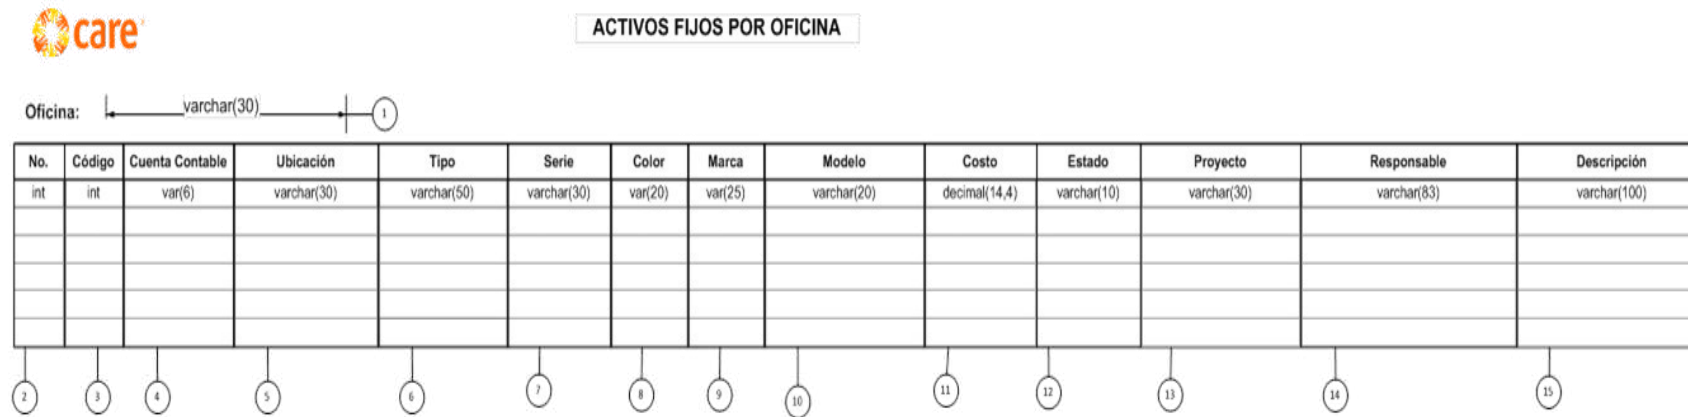 care
ACTIVOS FIJOS POR OFICINA
Oficina: varchar(30) 1
No. Código Cuenta Contable Ubicación Tipo Serie Color Marca Modelo Costo Estado Proyecto Responsable Descripción
int int var(6) varchar(30) varchar(50) varchar(30) var(20) var(25) varchar(20) decimal(14,4) varchar(10) varchar(30) varchar(83) varchar(100)
2 3 4 5 6 7 8 9 10 11 12 13 14 15